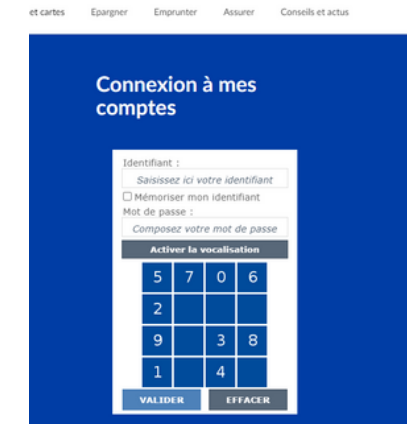 et cartes Epargner Emprunter Assurer Conseils et actus
Connexion à mes
comptes
Identifiant :
Saisissez ici votre identifiant
Mémoriser mon identifiant
Mot de passe :
Composez votre mot de passe
Activer la vocalisation
5 7 0 6
2
9 3 8
1 4
VALIDER EFFACER